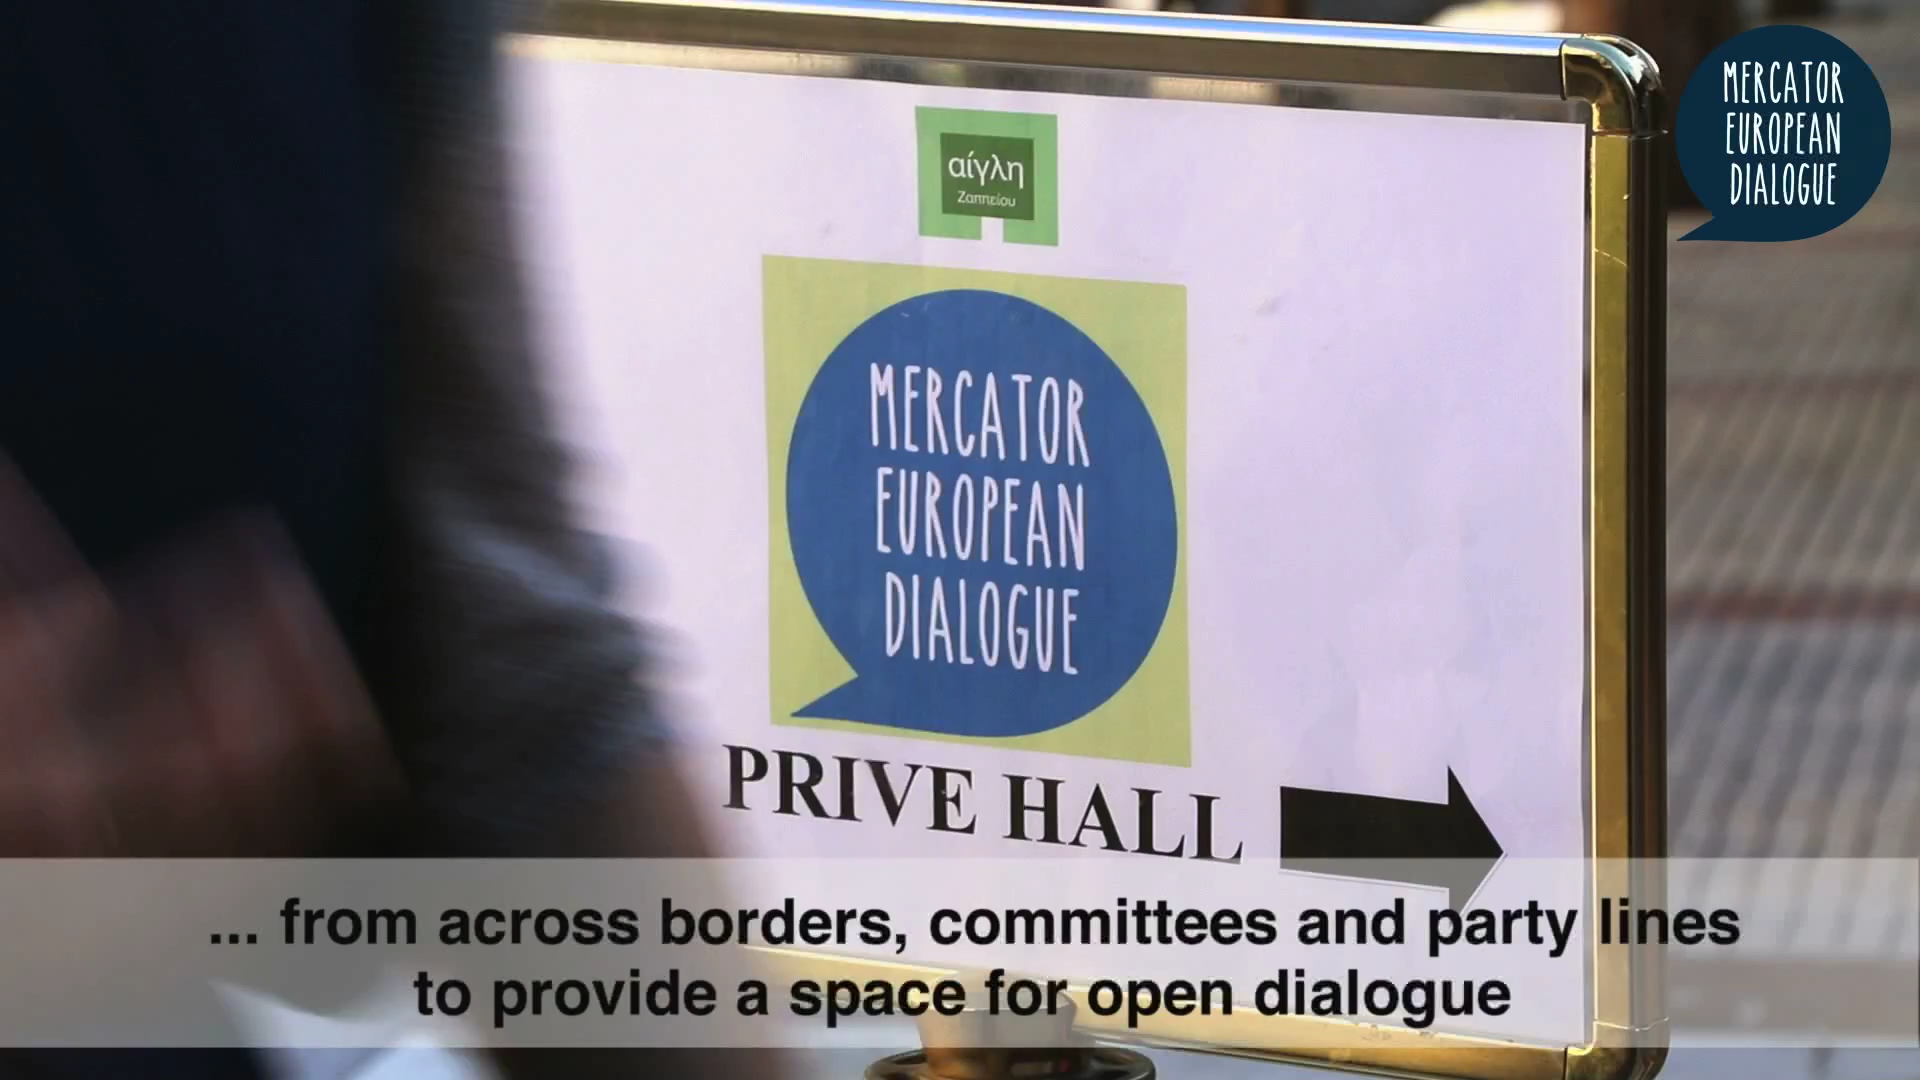 αίγλη
Ζαππείου
MERCATOR
EUROPEAN
DIALOGUE
PRIVE HALL
MERCATOR
EUROPEAN
DIALOGUE
... from across borders, committees and party lines
to provide a space for open dialogue